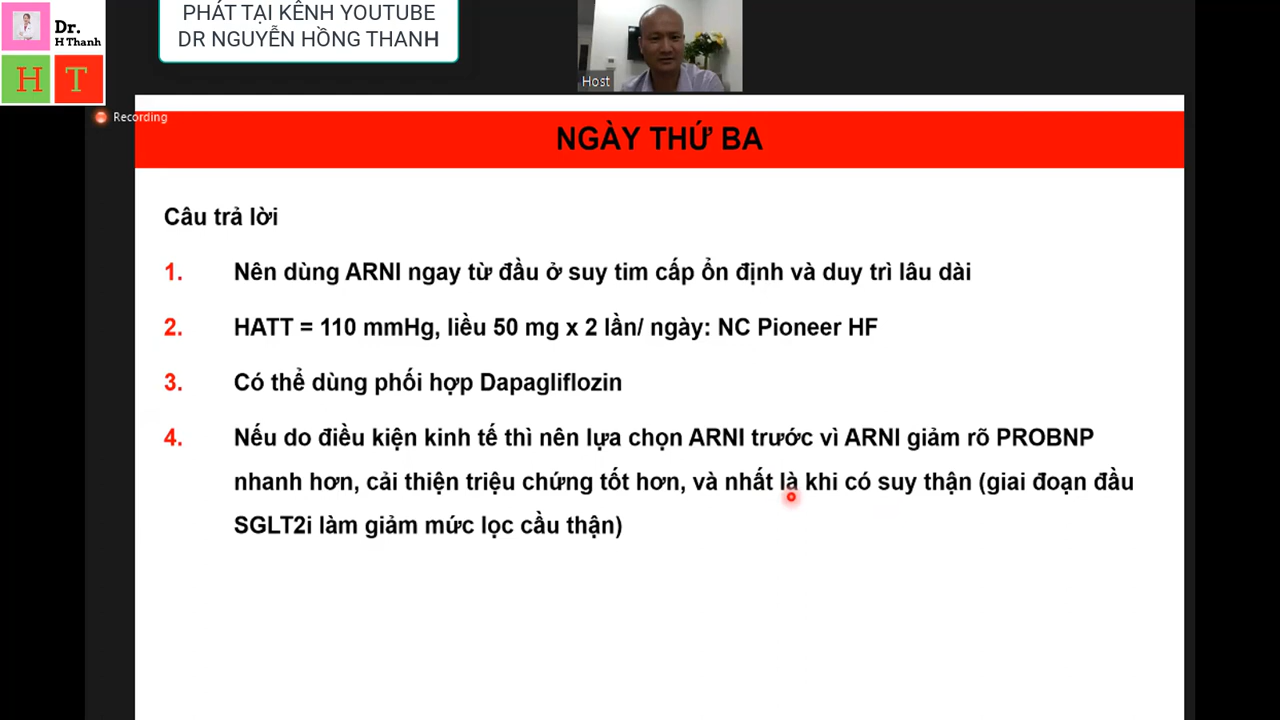 PHÁT TẠI KÊNH YOUTUBE
DR NGUYỄN HỒNG THANH
Dr.
H Thanh
H T
Host
Recording
NGÀY THỨ BA
Câu trả lời
1. Nên dùng ARNI ngay từ đầu ở suy tim cấp ổn định và duy trì lâu dài
2. HATT = 110 mmHg, liều 50 mg x 2 lần/ ngày: NC Pioneer HF
3. Có thể dùng phối hợp Dapagliflozin
4. Nếu do điều kiện kinh tế thì nên lựa chọn ARNI trước vì ARNI giảm rõ PROBNP
nhanh hơn, cải thiện triệu chứng tốt hơn, và nhất là khi có suy thận (giai đoạn đầu
SGLT2i làm giảm mức lọc cầu thận)